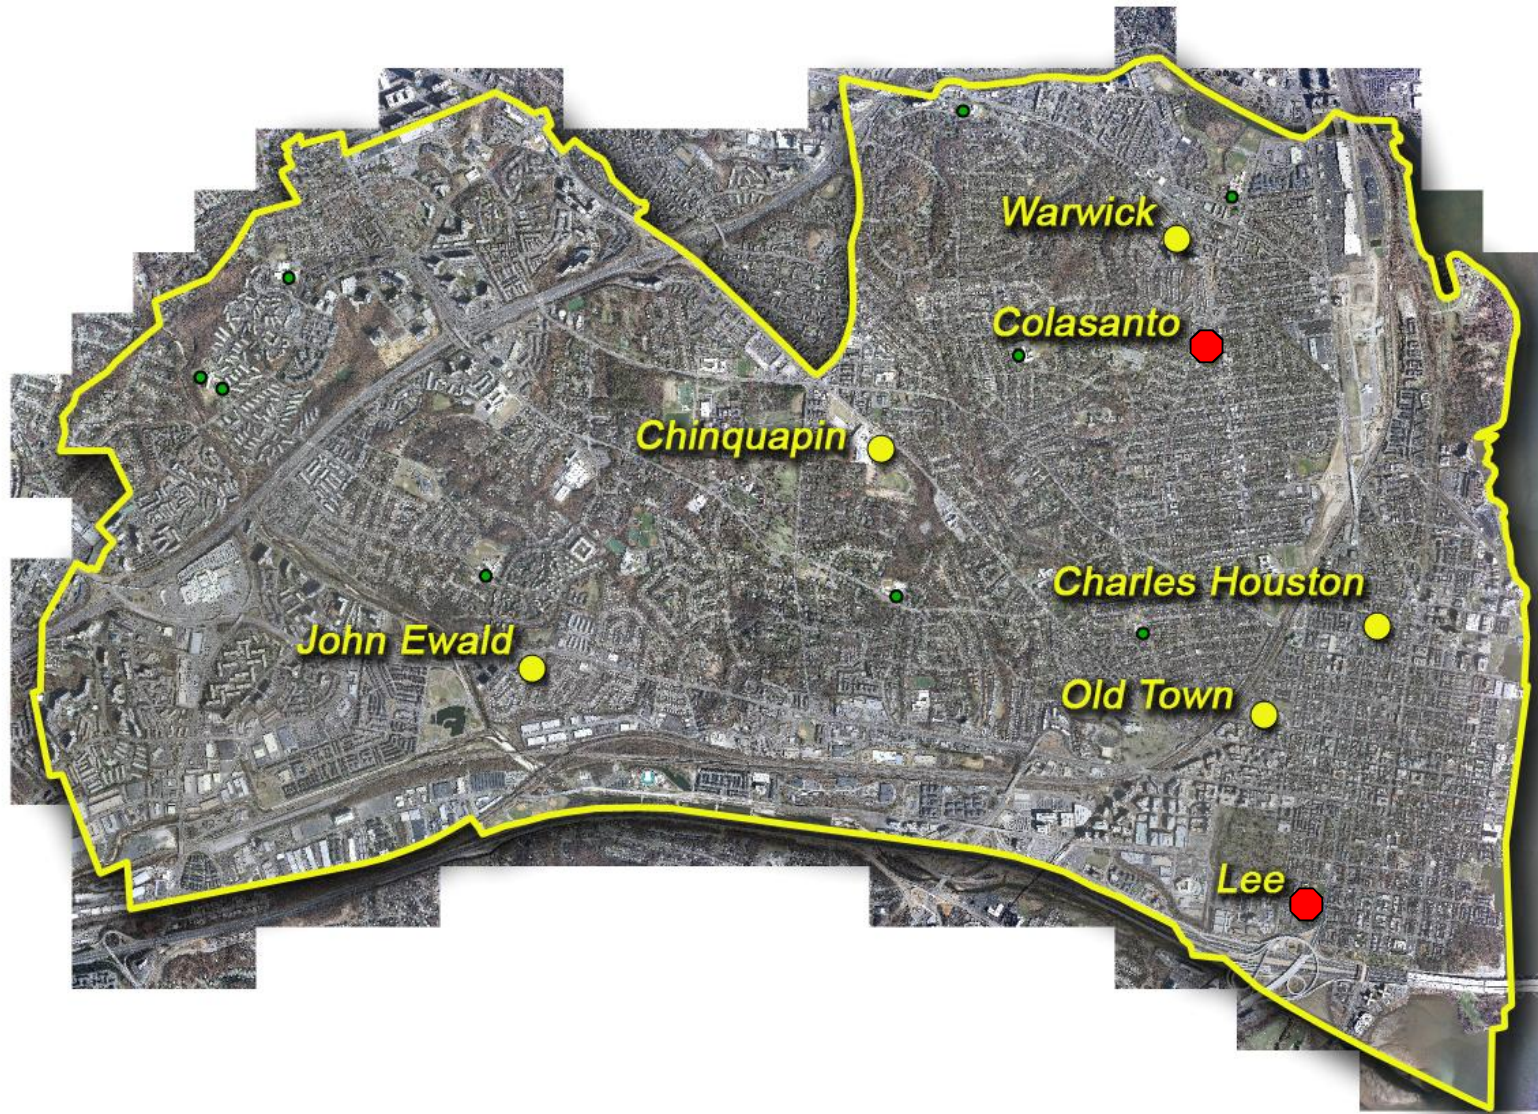 Warwick
Colasanto
Chinquapin
Charles Houston
John Ewald
Old Town
Lee